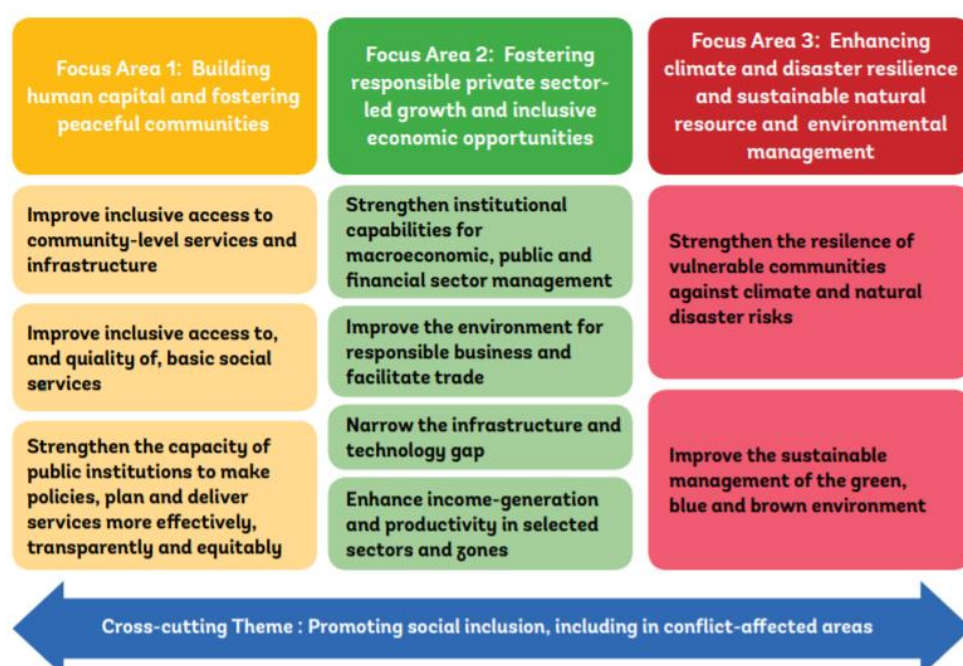 Focus Area 1: Building
human capital and fostering
peaceful communities
Improve inclusive access to
community-level services and
infrastructure
Improve inclusive access to,
and quiality of, basic social
services
Strengthen the capacity of
public institutions to make
policies, plan and deliver
services more effectively,
transparently and equitably
Focus Area 2: Fostering
responsible private sector-
led growth and inclusive
economic opportunities
Strengthen institutional
capabilities for
macroeconomic, public and
financial sector management
Improve the environment for
responsible business and
facilitate trade
Narrow the infrastructure and
technology gap
Enhance income-generation
and productivity in selected
sectors and zones
Focus Area 3: Enhancing
climate and disaster resilience
and sustainable natural
resource and environmental
management
Strengthen the resilence of
vulnerable communities
against climate and natural
disaster risks
Improve the sustainable
management of the green,
blue and brown environment
Cross-cutting Theme : Promoting social inclusion, including in conflict-affected areas